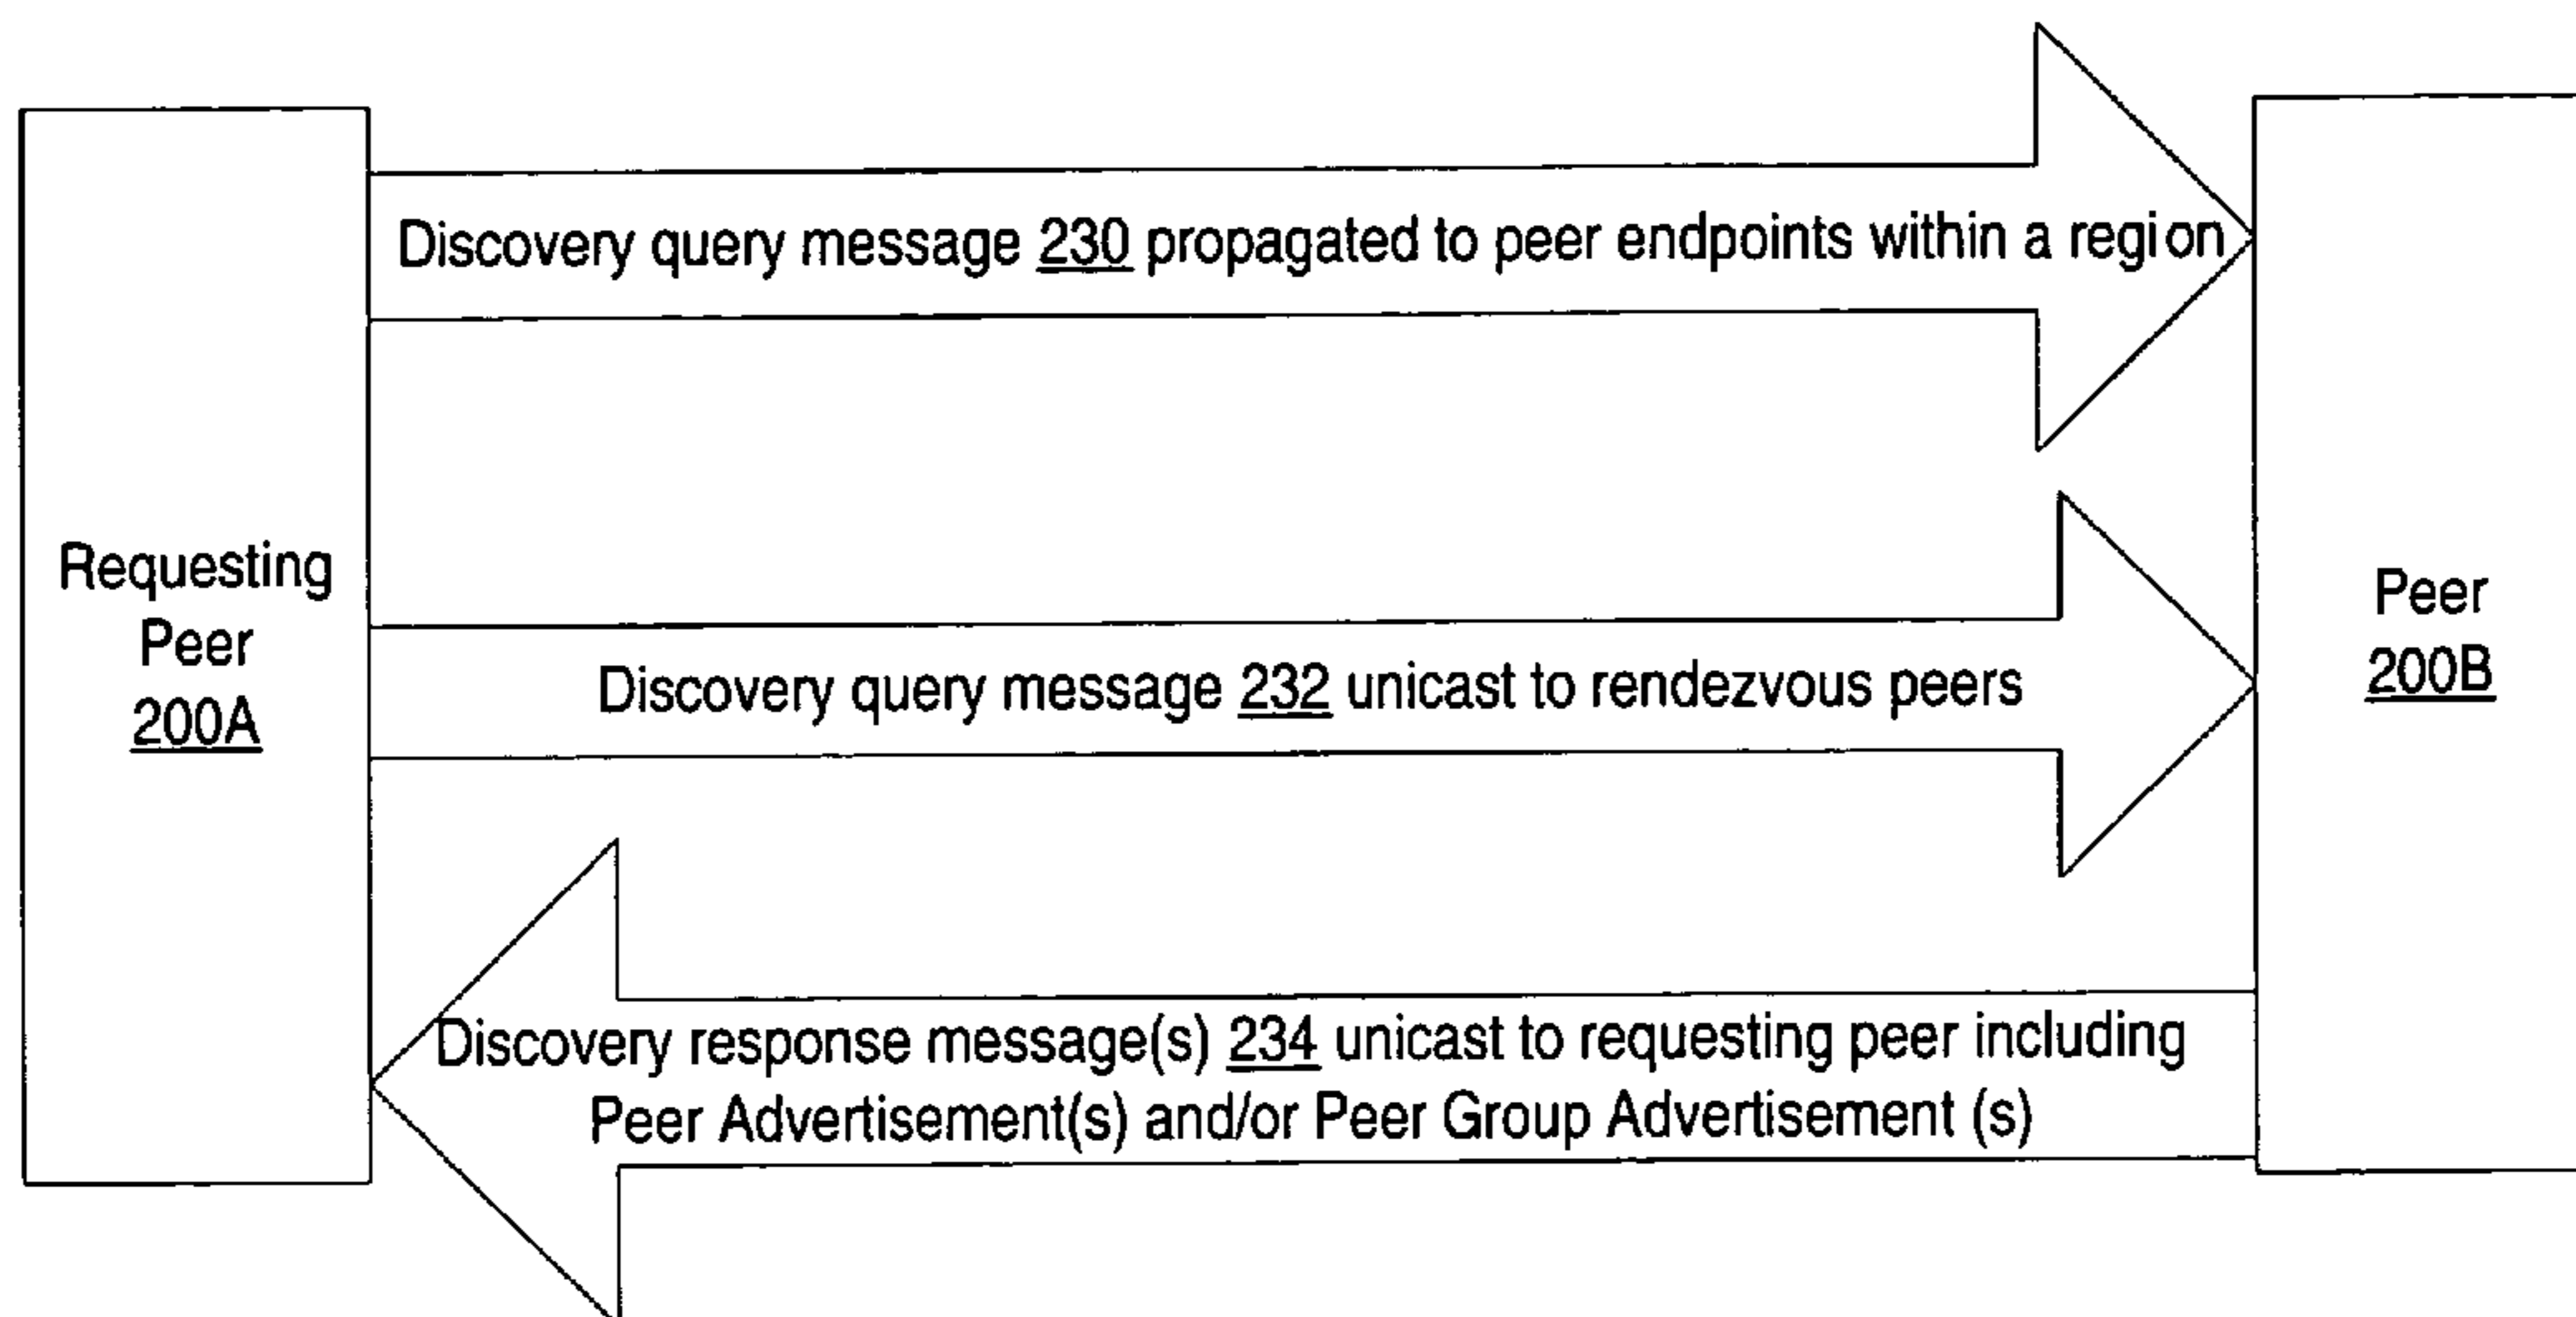 Discovery query message 230 propagated to peer endpoints within a region
Requesting
Peer
200A
Discovery query message 232 unicast to rendezvous peers
Peer
200B
Discovery response message(s) 234 unicast to requesting peer including
Peer Advertisement(s) and/or Peer Group Advertisement (s)